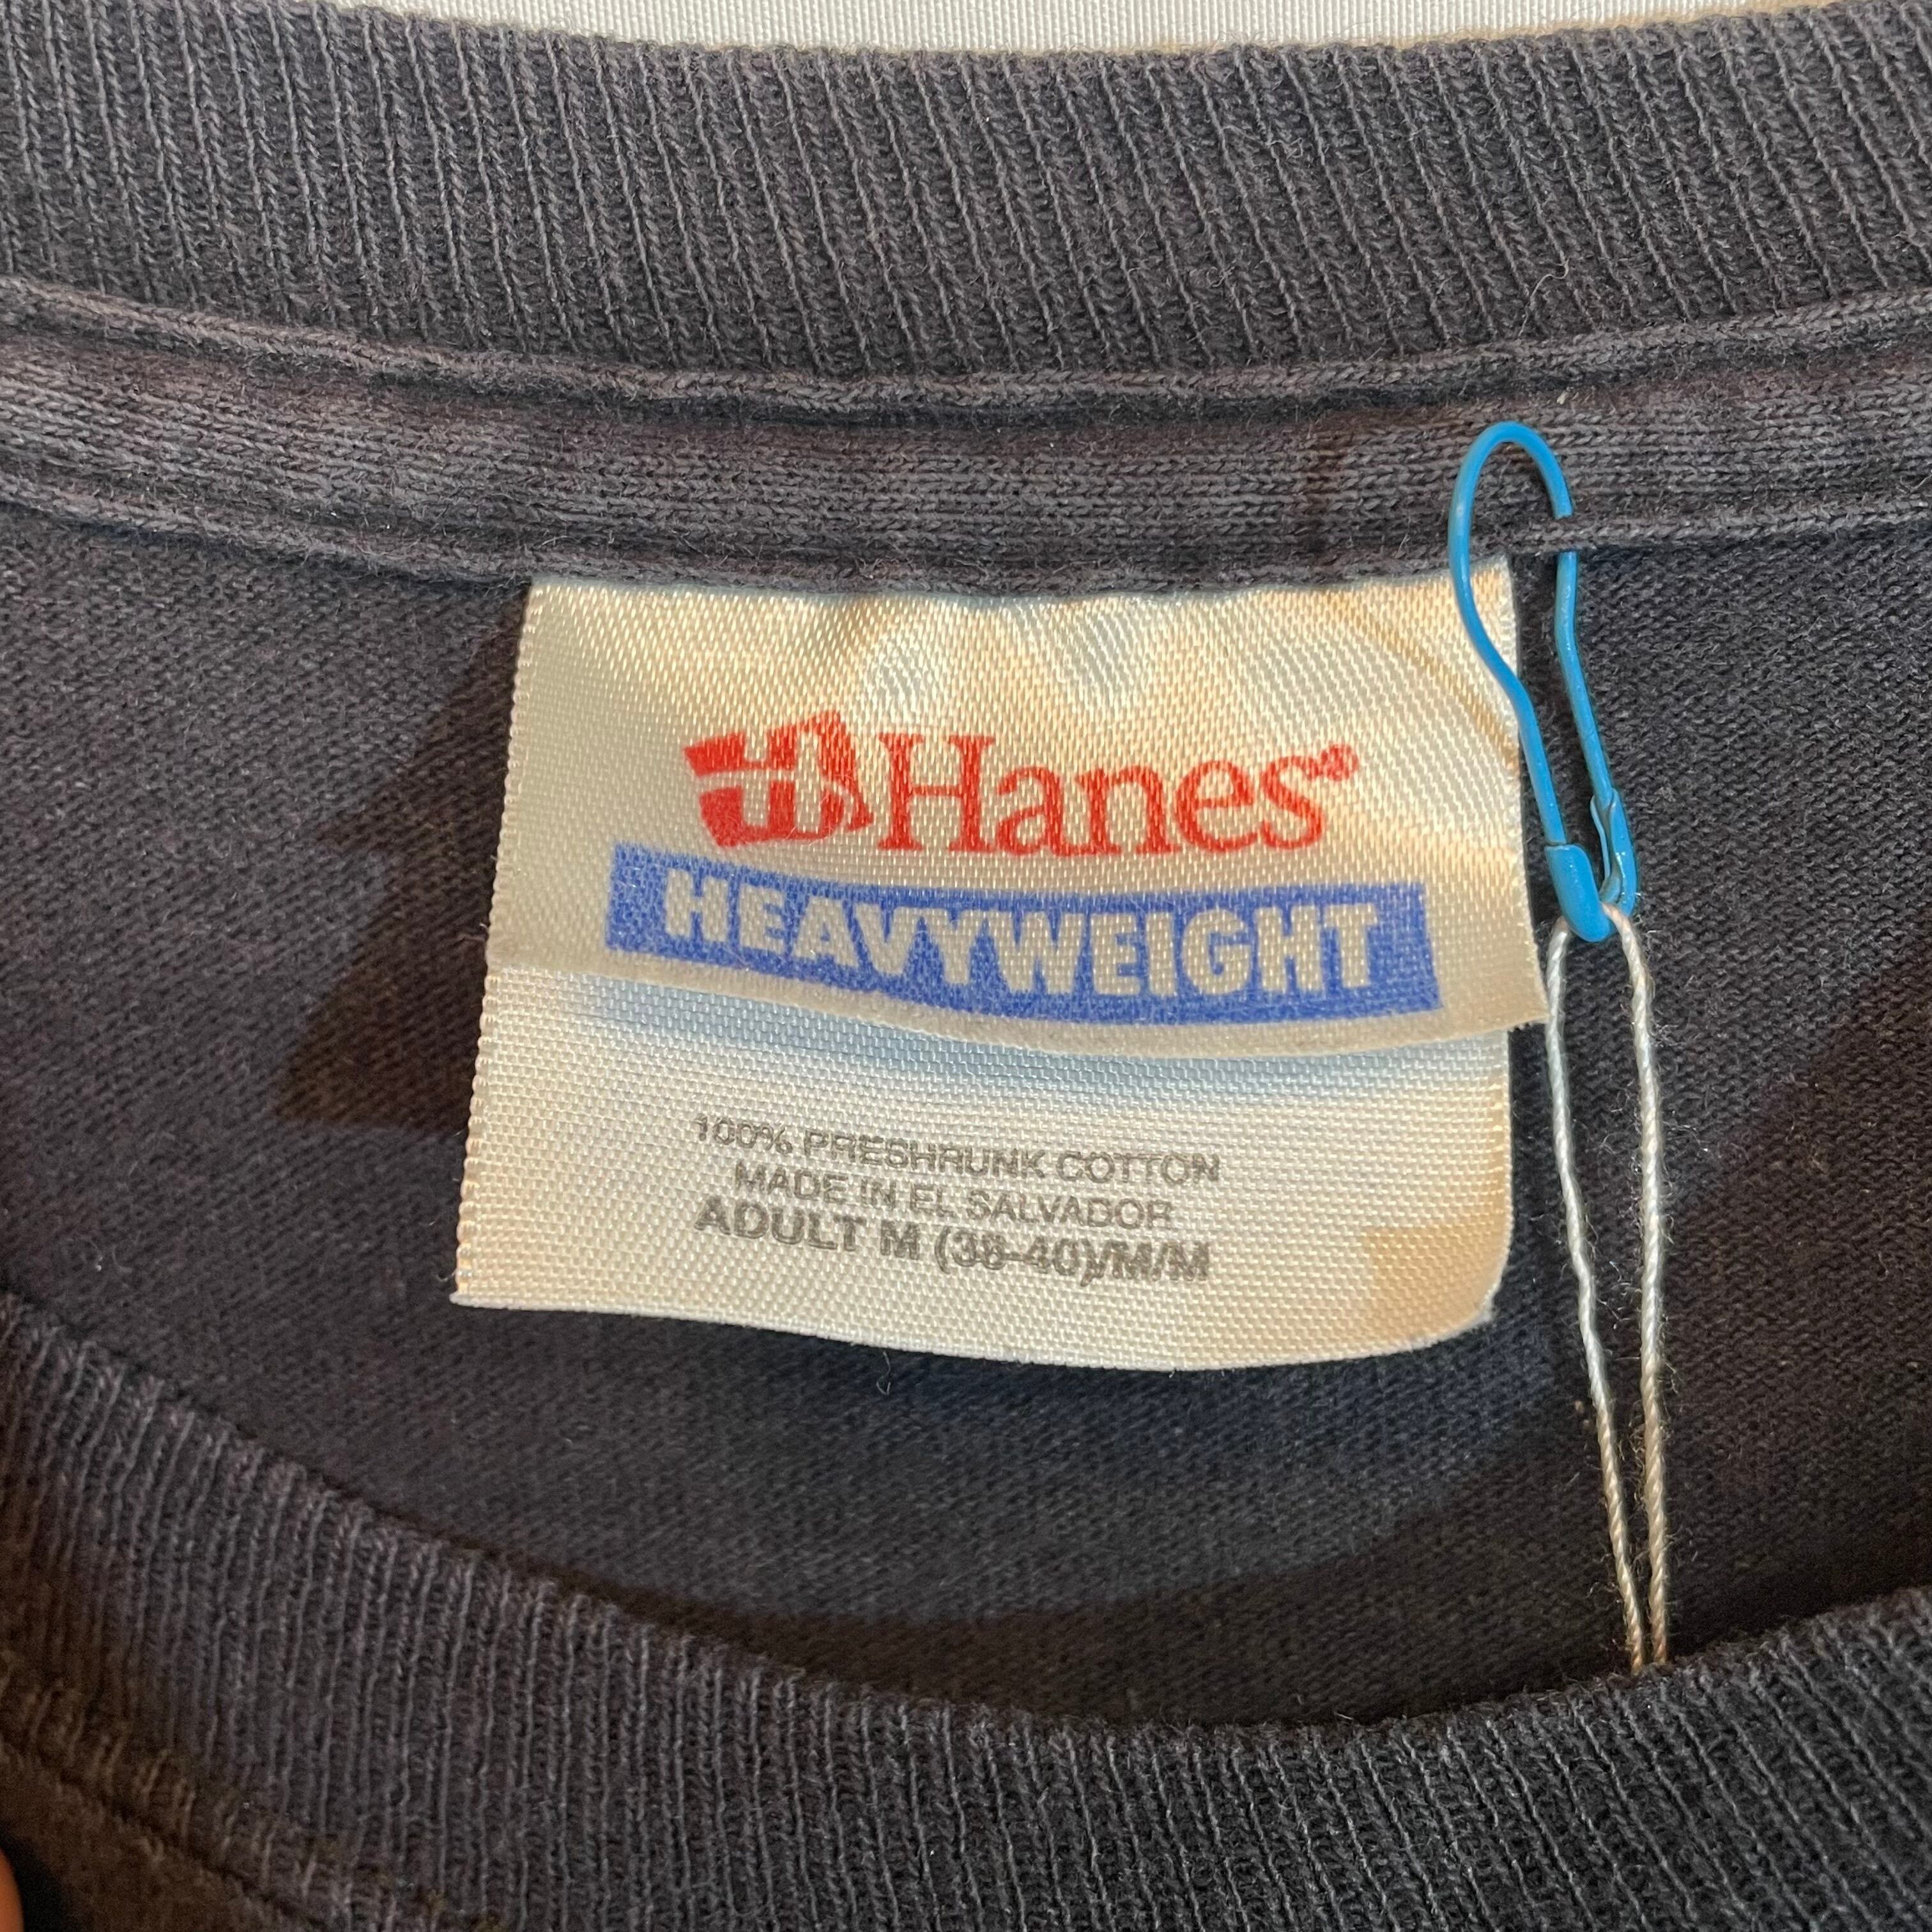 Hanes®
HEAVYWEIGHT
100% PRESHRUNK COTTON
MADE IN EL SALVADOR
ADULT M (38-40)/M/M